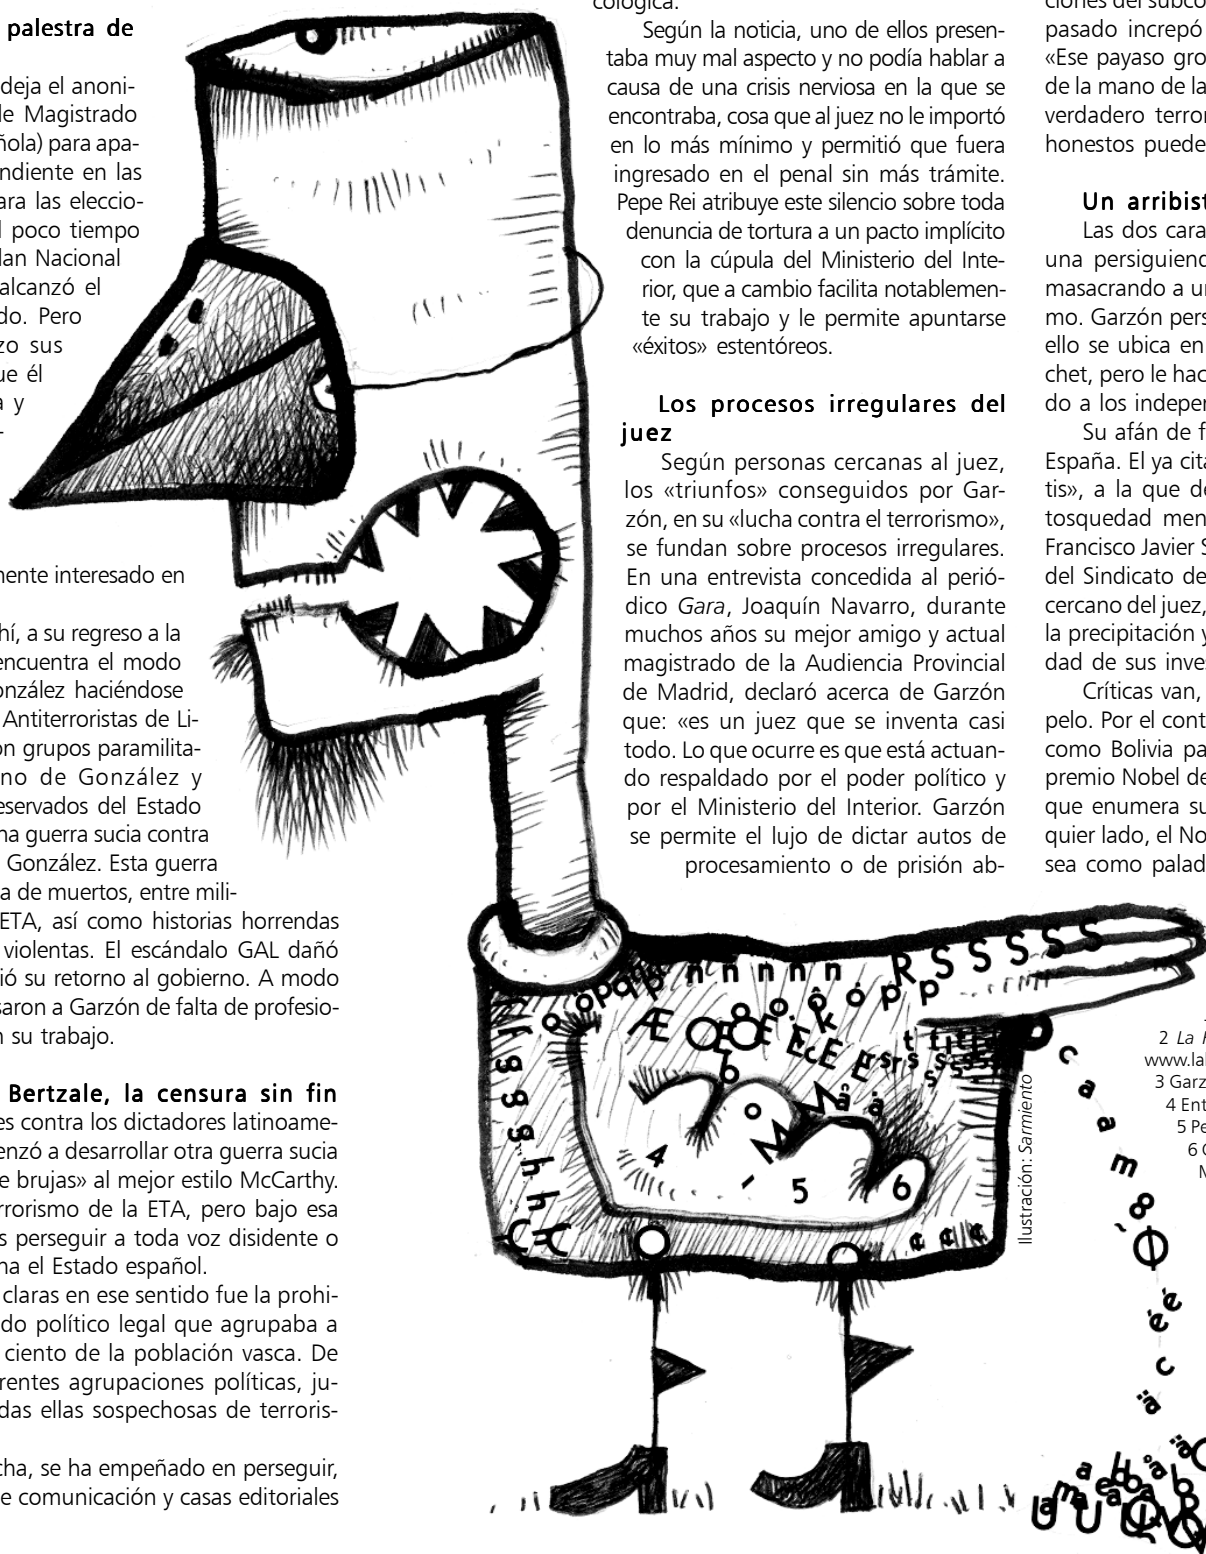 palestra de
deja el anoni-
de Magistrado
ñola) para apa-
ndiente en las
ara las eleccio-
l poco tiempo
lan Nacional
alcanzó el
do. Pero
zo sus
ue él
a y
-
mente interesado en
hí, a su regreso a la
encuentra el modo
onzález haciéndose
Antiterroristas de Li-
on grupos paramilita-
no de González y
eservados del Estado
na guerra sucia contra
González. Esta guerra
a de muertos, entre mili-
ETA, así como historias horrendas
violentas. El escándalo GAL dañó
ió su retorno al gobierno. A modo
saron a Garzón de falta de profesio-
n su trabajo.
Bertzale, la censura sin fin
es contra los dictadores latinoame-
enzó a desarrollar otra guerra sucia
e brujas» al mejor estilo McCarthy.
rrorismo de la ETA, pero bajo esa
s perseguir a toda voz disidente o
na el Estado español.
claras en ese sentido fue la prohi-
do político legal que agrupaba a
ciento de la población vasca. De
rentes agrupaciones políticas, ju-
das ellas sospechosas de terroris-
cha, se ha empeñado en perseguir,
e comunicación y casas editoriales
cológica.
Según la noticia, uno de ellos presen-
taba muy mal aspecto y no podía hablar a
causa de una crisis nerviosa en la que se
encontraba, cosa que al juez no le importó
en lo más mínimo y permitió que fuera
ingresado en el penal sin más trámite.
Pepe Rei atribuye este silencio sobre toda
denuncia de tortura a un pacto implícito
con la cúpula del Ministerio del Inte-
rior, que a cambio facilita notablemen-
te su trabajo y le permite apuntarse
«éxitos» estentóreos.
Los procesos irregulares del
juez
Según personas cercanas al juez,
los «triunfos» conseguidos por Gar-
zón, en su «lucha contra el terrorismo»,
se fundan sobre procesos irregulares.
En una entrevista concedida al perió-
dico Gara, Joaquín Navarro, durante
muchos años su mejor amigo y actual
magistrado de la Audiencia Provincial
de Madrid, declaró acerca de Garzón
que: «es un juez que se inventa casi
todo. Lo que ocurre es que está actuan-
do respaldado por el poder político y
por el Ministerio del Interior. Garzón
se permite el lujo de dictar autos de
procesamiento o de prisión ab-
ciones del subco
pasado increpó
«Ese payaso gro
de la mano de la
verdadero terror
honestos puede
Un arribist
Las dos cara
una persiguiend
masacrando a un
mo. Garzón pers
ello se ubica en
chet, pero le hac
do a los indeper
Su afán de f
España. El ya cita
tis», a la que de
tosquedad men
Francisco Javier S
del Sindicato de
cercano del juez,
la precipitación y
dad de sus inves
Críticas van,
pelo. Por el cont
como Bolivia pa
premio Nobel de
que enumera su
quier lado, el No
sea como palad
2 La
www.lal
3 Garz
4 Ent
5 Pe
6
Ilustración: Sarmiento
o o p q p n n n n n R S S S S S
Æ Œ
g g g g h h h
4 5 6
¢ ¢ ¢
c a a m 8
Ø
é é
c
ä